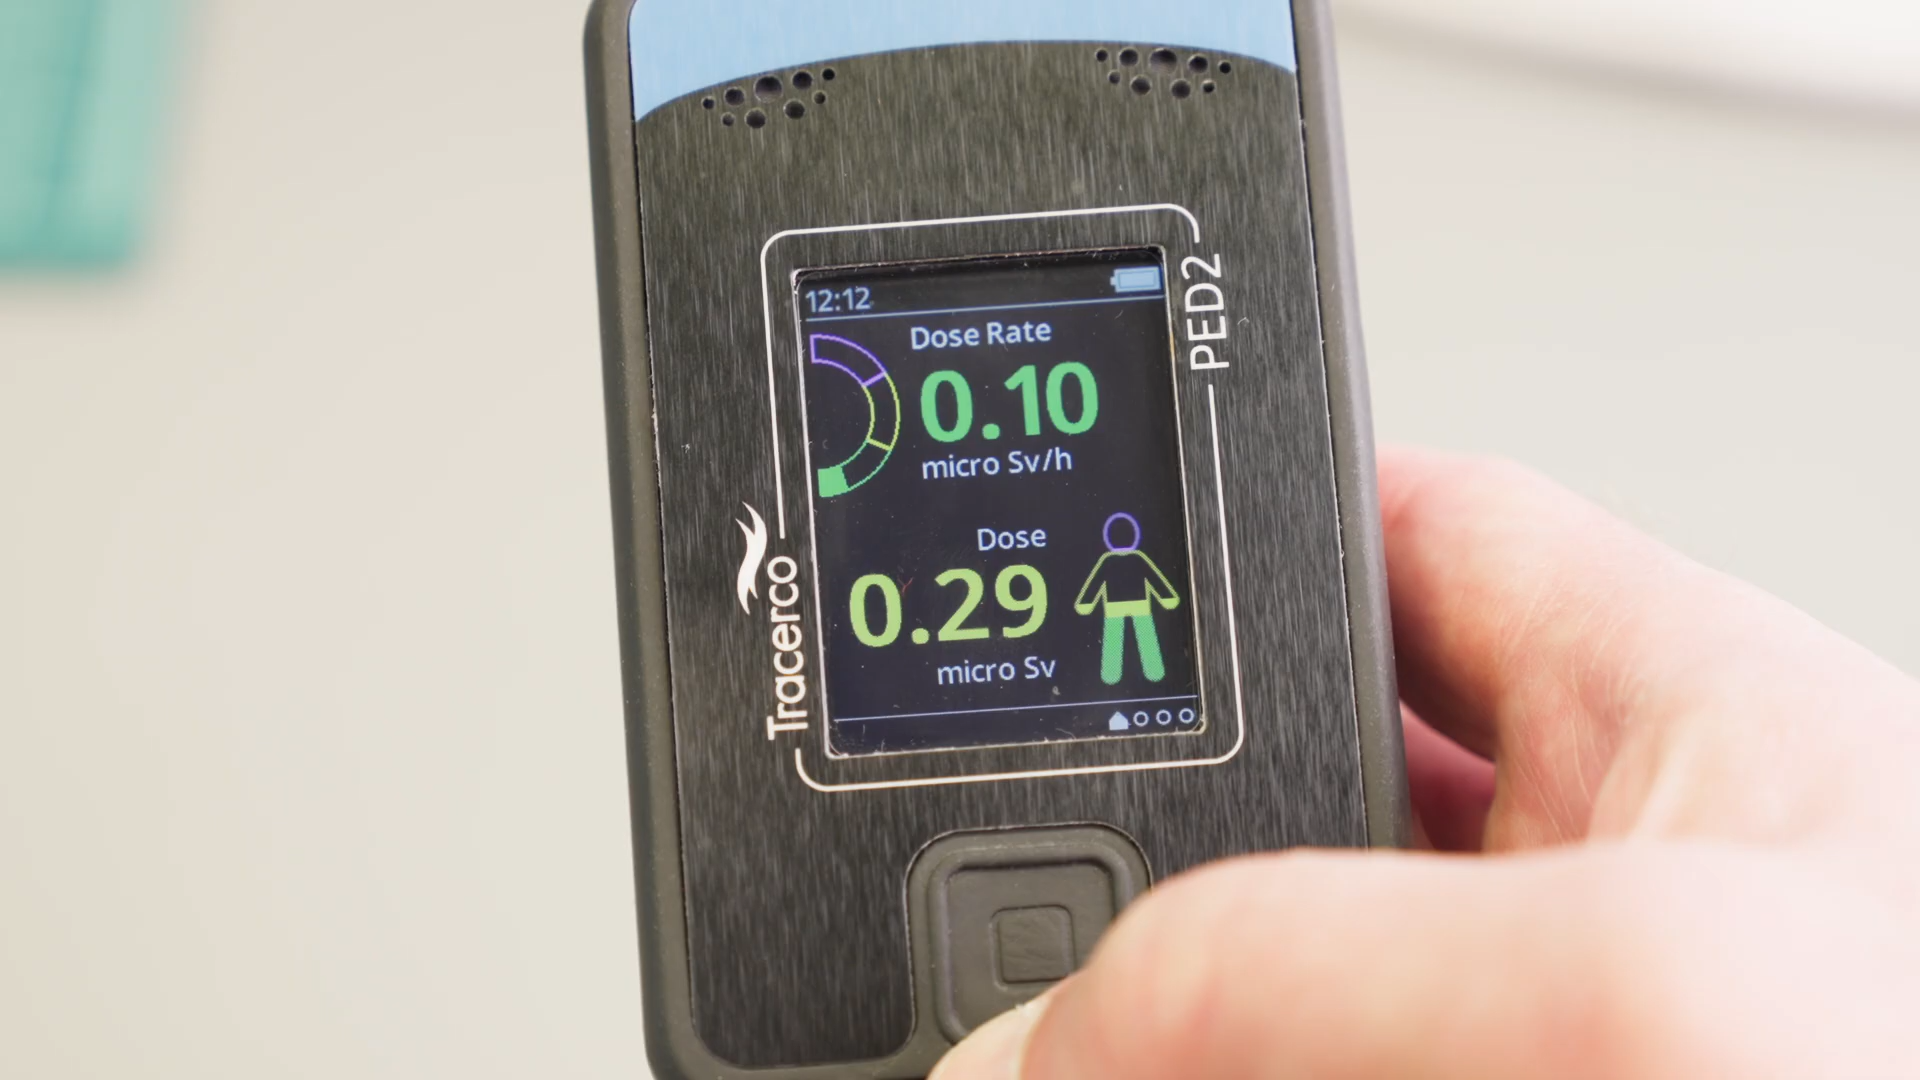 12:12
Dose Rate
0.10
micro Sv/h
Dose
0.29
micro Sv
Tracerco
PED2